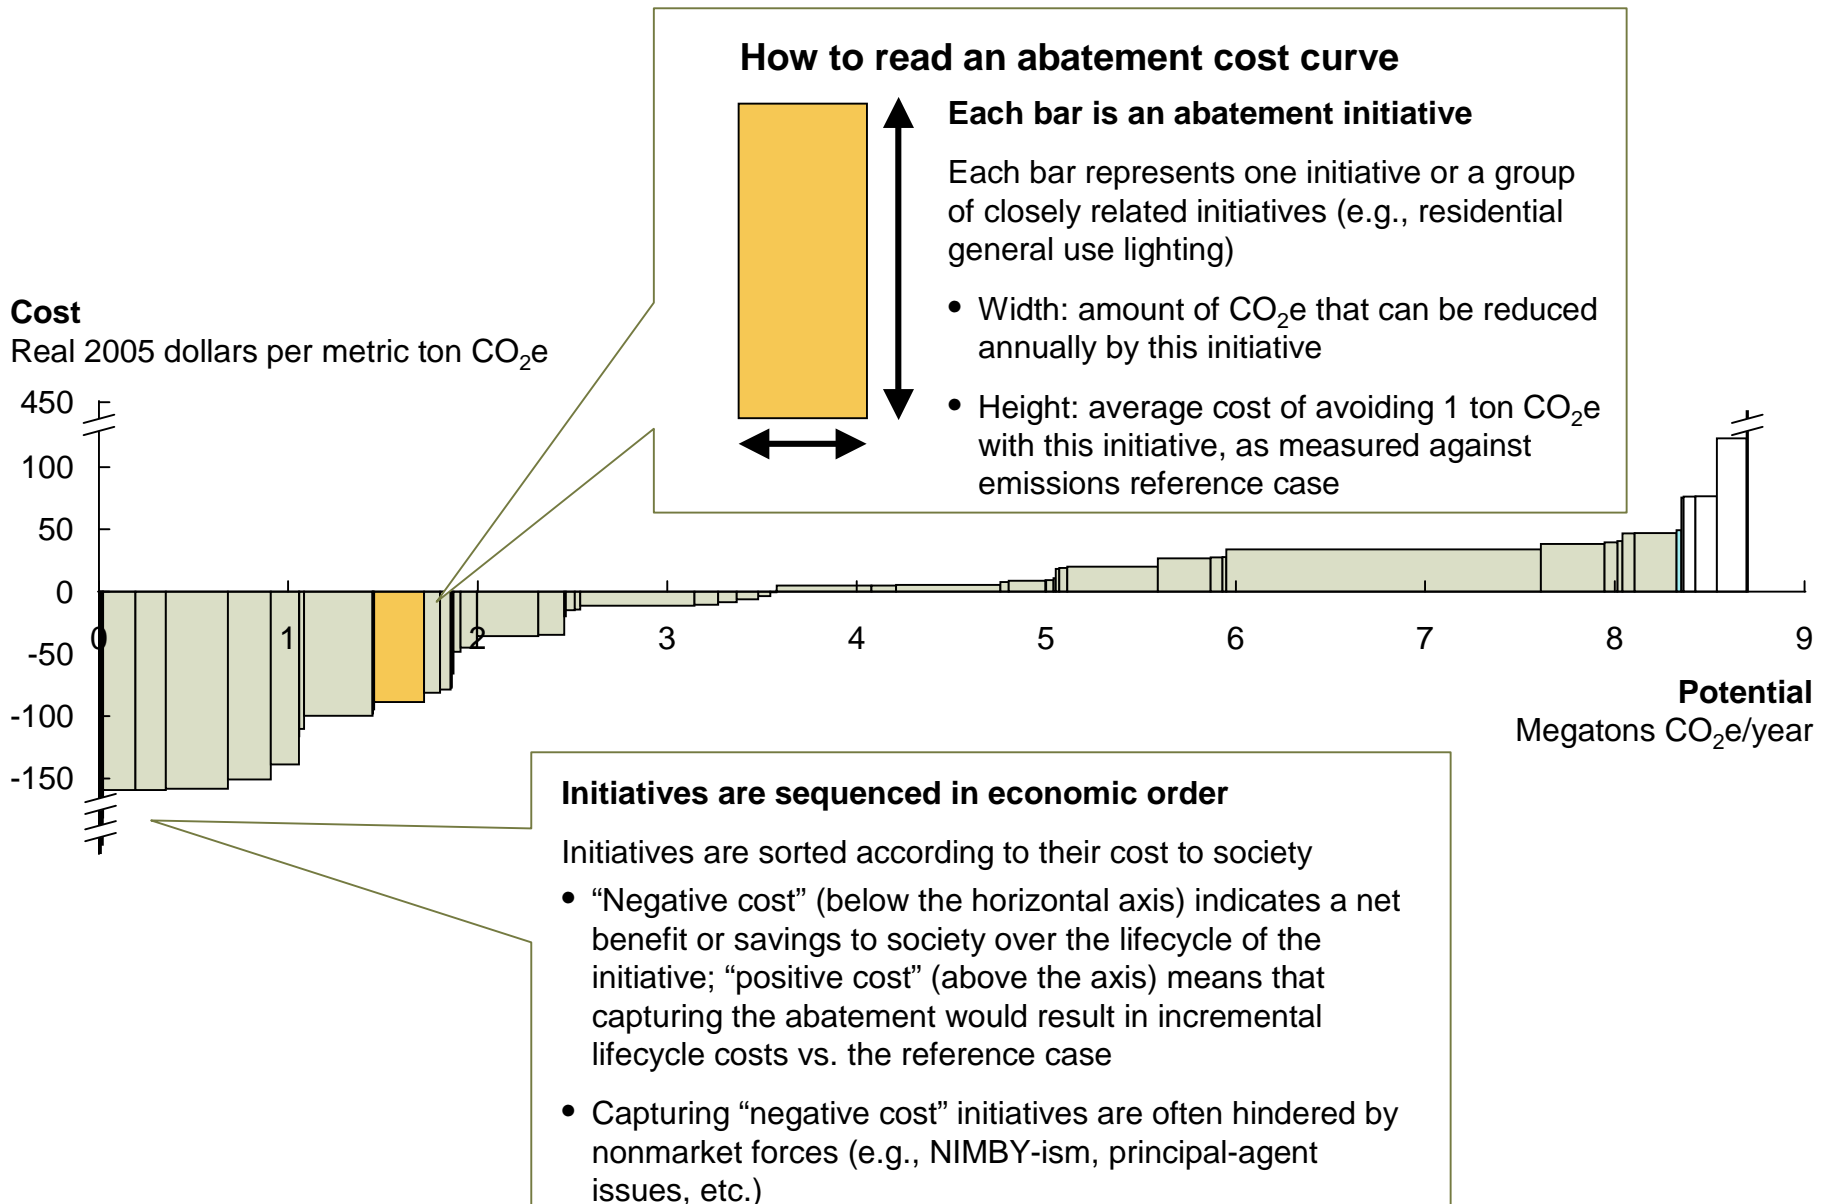 How to read an abatement cost curve
Each bar is an abatement initiative
Each bar represents one initiative or a group
of closely related initiatives (e.g., residential
general use lighting)
• Width: amount of CO₂e that can be reduced
annually by this initiative
• Height: average cost of avoiding 1 ton CO₂e
with this initiative, as measured against
emissions reference case
Cost
Real 2005 dollars per metric ton CO₂e
450
100
50
0
-50
-100
-150
0 1 2 3 4 5 6 7 8 9
Potential
Megatons CO₂e/year
Initiatives are sequenced in economic order
Initiatives are sorted according to their cost to society
• “Negative cost” (below the horizontal axis) indicates a net
benefit or savings to society over the lifecycle of the
initiative; “positive cost” (above the axis) means that
capturing the abatement would result in incremental
lifecycle costs vs. the reference case
• Capturing “negative cost” initiatives are often hindered by
nonmarket forces (e.g., NIMBY-ism, principal-agent
issues, etc.)